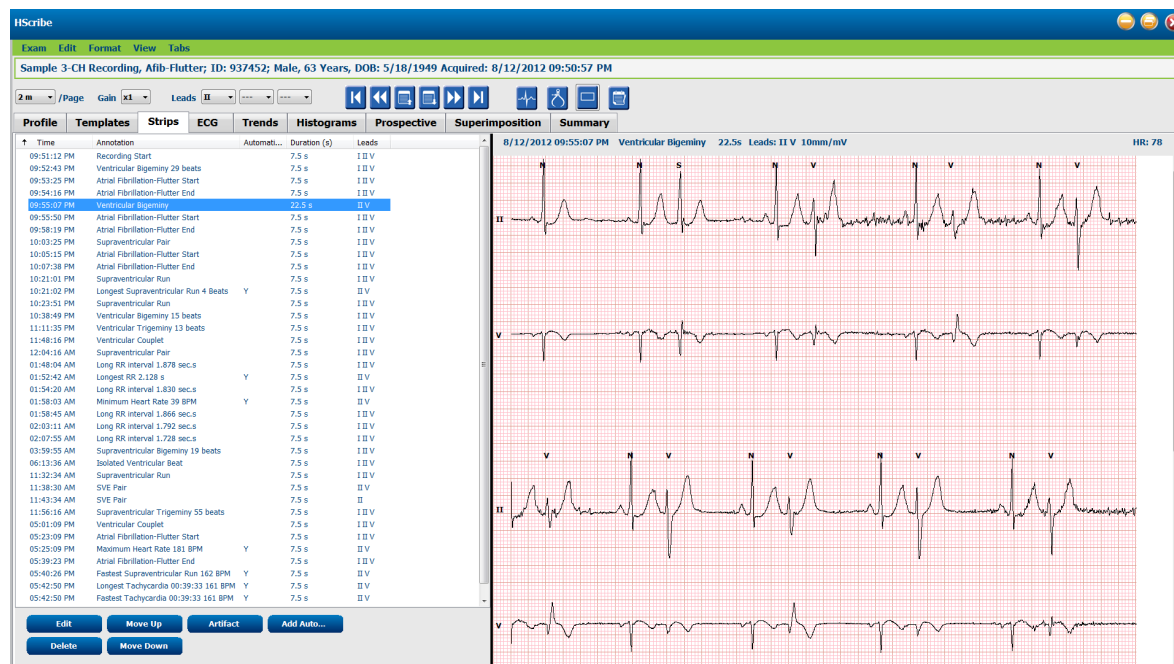 HScribe
Exam Edit Format View Tabs
Sample 3-CH Recording, Afib-Flutter; ID: 937452; Male, 63 Years, DOB: 5/18/1949 Acquired: 8/12/2012 09:50:57 PM
2 m /Page Gain x1 Leads II --- ---
Profile Templates Strips ECG Trends Histograms Prospective Superimposition Summary
↑ Time Annotation Automati... Duration (s) Leads
09:51:12 PM Recording Start 7.5 s I II V
09:52:43 PM Ventricular Bigeminy 29 beats 7.5 s I II V
09:53:25 PM Atrial Fibrillation-Flutter Start 7.5 s I II V
09:54:16 PM Atrial Fibrillation-Flutter End 7.5 s I II V
09:55:07 PM Ventricular Bigeminy 22.5 s II V
09:55:50 PM Atrial Fibrillation-Flutter Start 7.5 s I II V
09:58:19 PM Atrial Fibrillation-Flutter End 7.5 s I II V
10:03:25 PM Supraventricular Pair 7.5 s I II V
10:05:15 PM Atrial Fibrillation-Flutter Start 7.5 s I II V
10:07:38 PM Atrial Fibrillation-Flutter End 7.5 s I II V
10:21:01 PM Supraventricular Run 7.5 s I II V
10:21:02 PM Longest Supraventricular Run 4 Beats Y 7.5 s II V
10:23:51 PM Supraventricular Run 7.5 s I II V
10:38:49 PM Ventricular Bigeminy 15 beats 7.5 s I II V
11:11:35 PM Ventricular Trigeminy 13 beats 7.5 s I II V
11:48:16 PM Ventricular Couplet 7.5 s I II V
12:04:16 AM Supraventricular Pair 7.5 s I II V
01:48:04 AM Long RR interval 1.878 sec.s 7.5 s I II V
01:52:42 AM Longest RR 2.128 s Y 7.5 s II V
01:54:20 AM Long RR interval 1.830 sec.s 7.5 s I II V
01:58:03 AM Minimum Heart Rate 39 BPM Y 7.5 s II V
01:58:45 AM Long RR interval 1.866 sec.s 7.5 s I II V
02:03:11 AM Long RR interval 1.792 sec.s 7.5 s I II V
02:07:55 AM Long RR interval 1.728 sec.s 7.5 s I II V
03:59:55 AM Supraventricular Bigeminy 19 beats 7.5 s I II V
06:13:36 AM Isolated Ventricular Beat 7.5 s I II V
11:32:34 AM Supraventricular Run 7.5 s I II V
11:38:30 AM SVE Pair 7.5 s II V
11:43:34 AM SVE Pair 7.5 s II
11:56:16 AM Supraventricular Trigeminy 55 beats 7.5 s I II V
05:01:09 PM Ventricular Couplet 7.5 s I II V
05:23:09 PM Atrial Fibrillation-Flutter Start 7.5 s I II V
05:25:09 PM Maximum Heart Rate 181 BPM Y 7.5 s II V
05:39:23 PM Atrial Fibrillation-Flutter End 7.5 s I II V
05:40:26 PM Fastest Supraventricular Run 162 BPM Y 7.5 s II V
05:42:50 PM Longest Tachycardia 00:39:33 161 BPM Y 7.5 s II V
05:42:50 PM Fastest Tachycardia 00:39:33 161 BPM Y 7.5 s II V
Edit Move Up Artifact Add Auto...
Delete Move Down
8/12/2012 09:55:07 PM Ventricular Bigeminy 22.5s Leads: II V 10mm/mV HR: 78
N N S N V N V N V
II
V
V N V N V N V N V
II
V